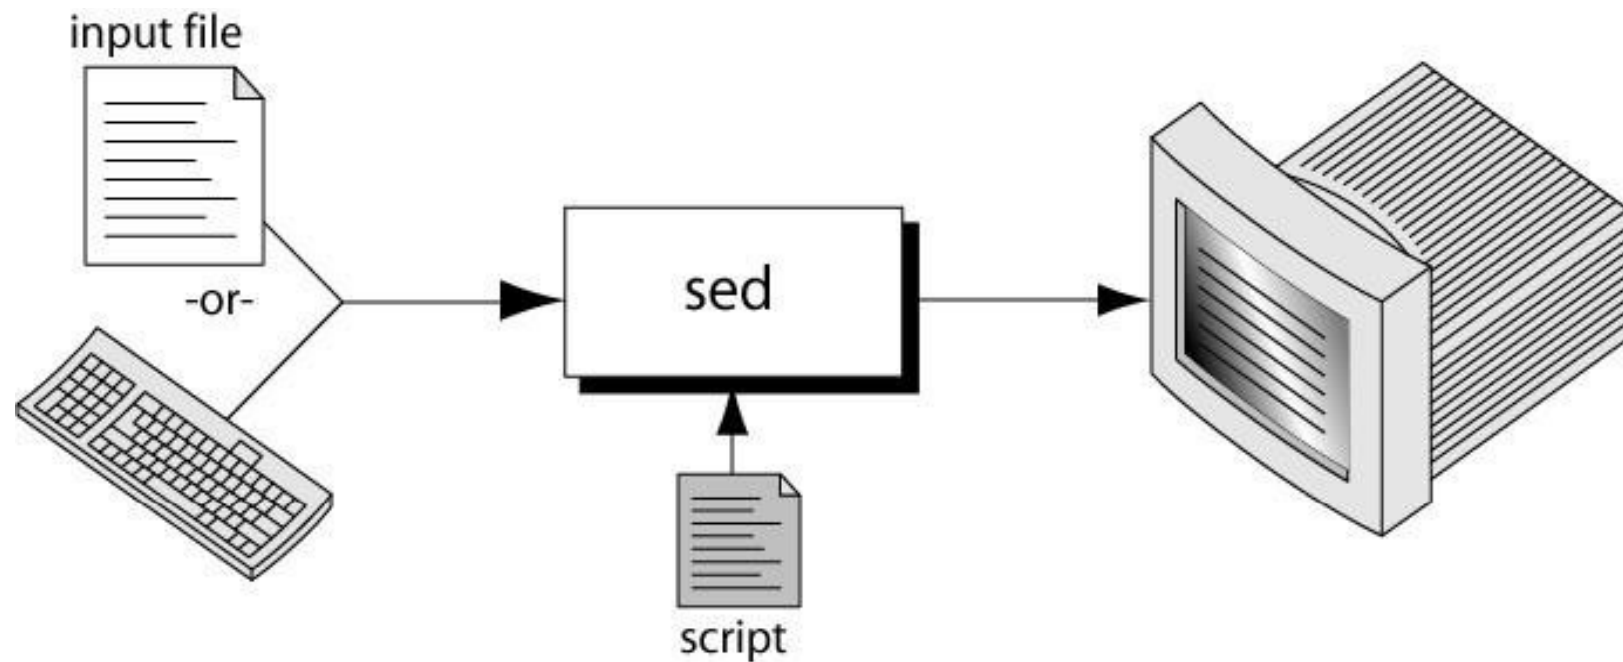 input file
-or-
sed
script